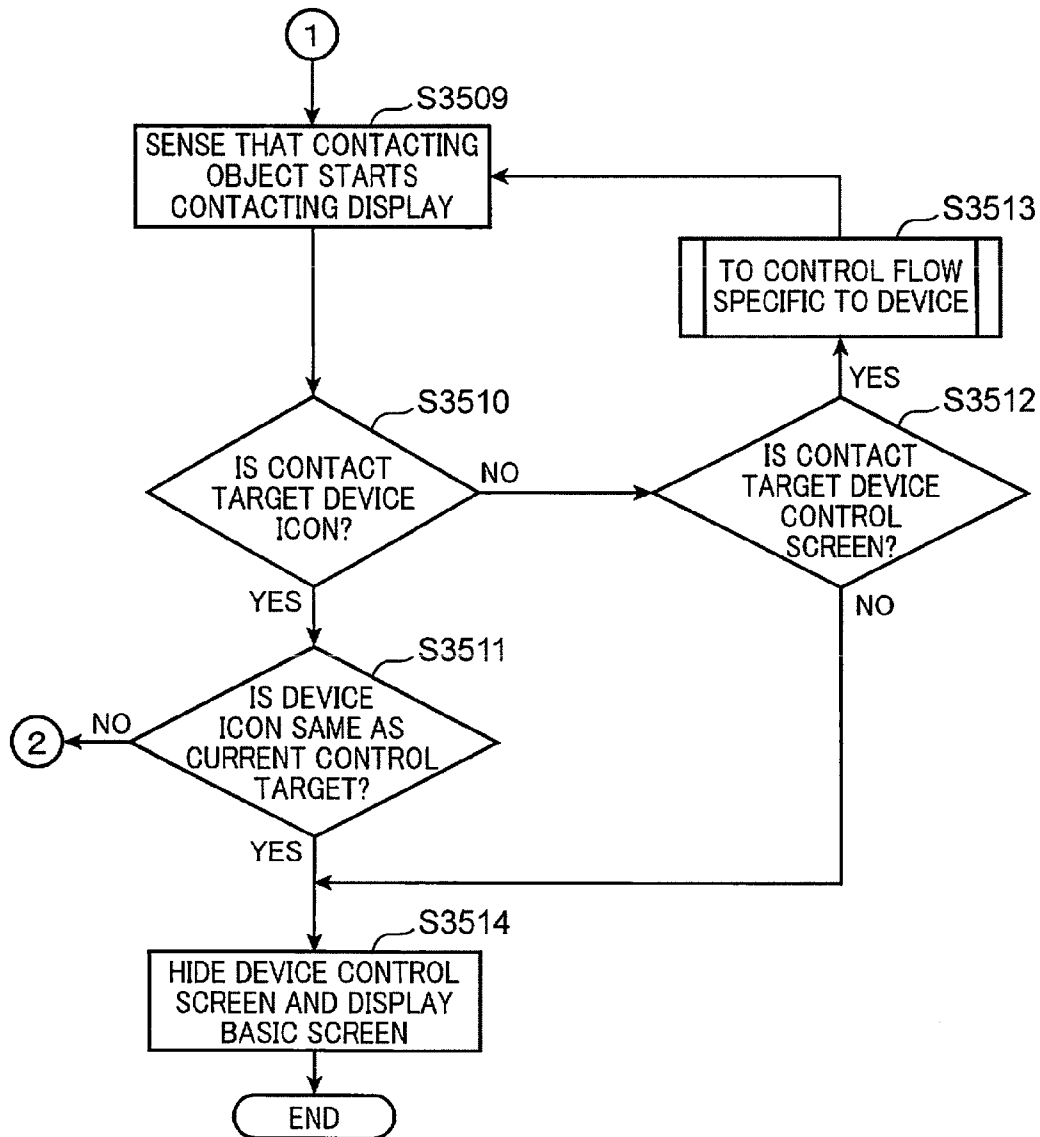 1
S3509
SENSE THAT CONTACTING
OBJECT STARTS
CONTACTING DISPLAY
S3513
TO CONTROL FLOW
SPECIFIC TO DEVICE
YES
S3510
IS CONTACT
TARGET DEVICE
ICON?
NO
S3512
IS CONTACT
TARGET DEVICE
CONTROL
SCREEN?
YES
NO
S3511
IS DEVICE
ICON SAME AS
CURRENT CONTROL
TARGET?
NO
2
YES
S3514
HIDE DEVICE CONTROL
SCREEN AND DISPLAY
BASIC SCREEN
END